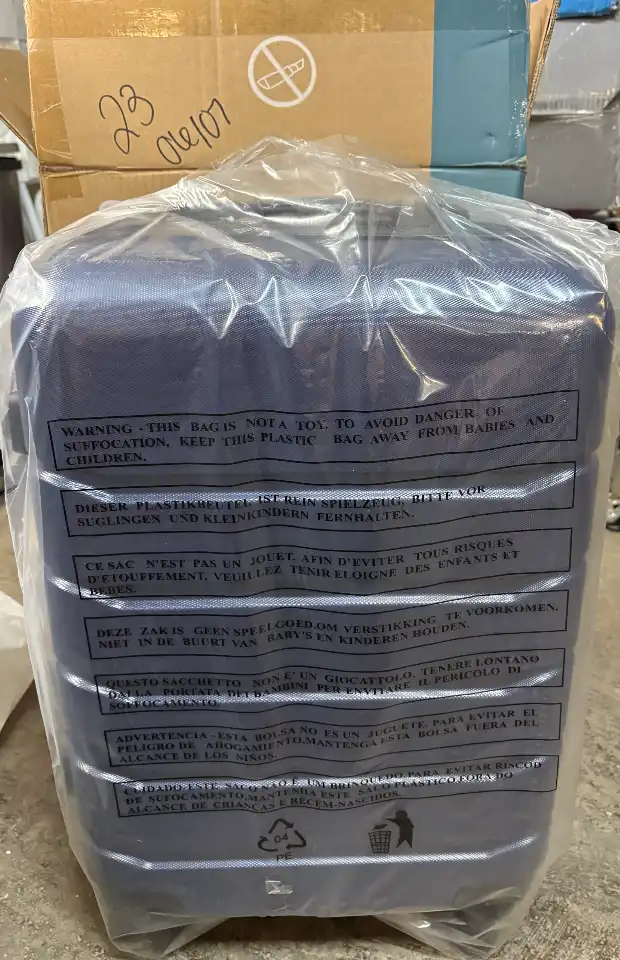 23
06/07
WARNING - THIS BAG IS NOT A TOY. TO AVOID DANGER OF
SUFFOCATION, KEEP THIS PLASTIC BAG AWAY FROM BABIES AND
CHILDREN.
DIESER PLASTIKBEUTEL IST REIN SPIELZEUG, BITTE VOR
SUGLINGEN UND KLEINKINDERN FERNHALTEN.
CE SAC N'EST PAS UN JOUET. AFIN D'EVITER TOUS RISQUES
D'ETOUFFEMENT, VEUILLEZ TENIR ELOIGNE DES ENFANTS ET
BEBES.
DEZE ZAK IS GEEN SPEELGOED.OM VERSTIKKING TE VOORKOMEN,
NIET IN DE BUURT VAN BABY'S EN KINDEREN HOUDEN.
QUESTO SACCHETTO NON E' UN GIOCATTOLO. TENERE LONTANO
DALLA PORTATA DEI BAMBINI PER ENVITARE IL PERICOLO DI
SOFFOCAMENTO.
ADVERTENCIA - ESTA BOLSA NO ES UN JUGUETE. PARA EVITAR EL
PELIGRO DE AHOGAMIENTO,MANTENGA ESTA BOLSA FUERA DEL
ALCANCE DE LOS NINOS.
CUIDADO ESTE SACO NAO É UM BRINQUEDO PARA EVITAR RISCOD
DE SUFOCAMENTO,MANTENHA ESTE SACO PLASTICO FORA DO
ALCANCE DE CRIANÇAS E RECEM-NASCIDOS.
04
PE